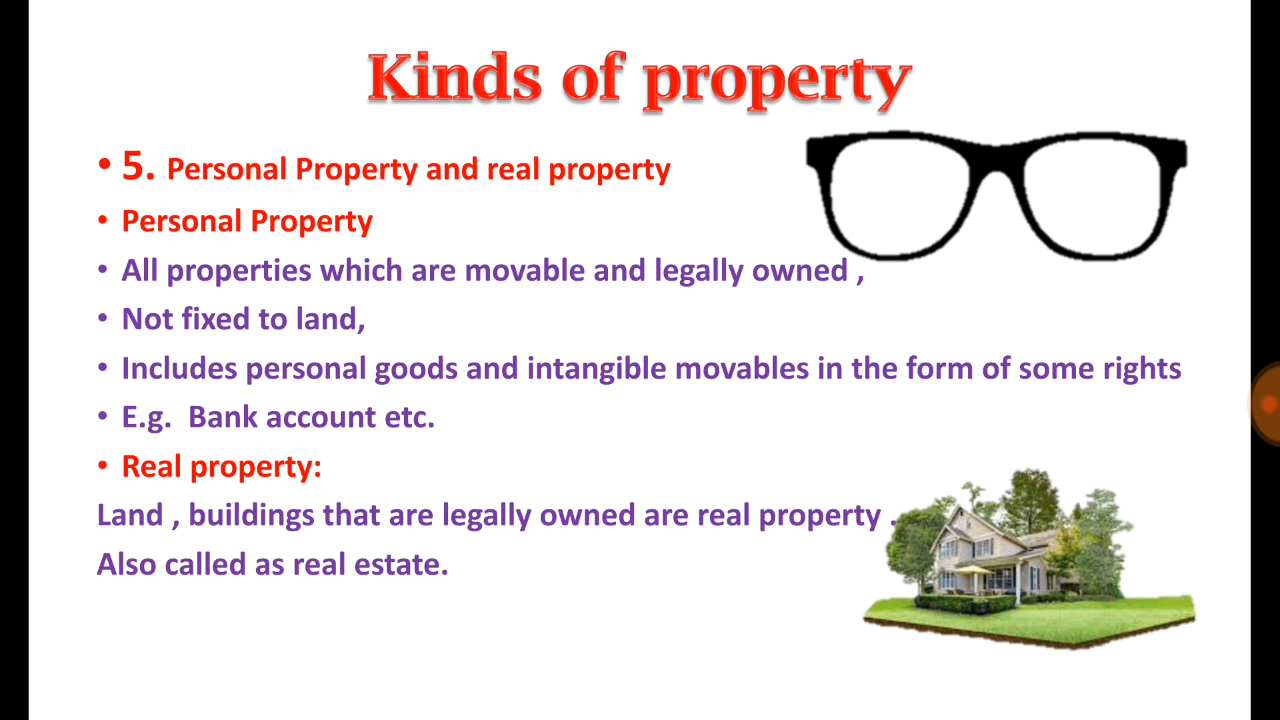 Kinds of property
• 5. Personal Property and real property
• Personal Property
• All properties which are movable and legally owned ,
• Not fixed to land,
• Includes personal goods and intangible movables in the form of some rights
• E.g.  Bank account etc.
• Real property:
Land , buildings that are legally owned are real property .
Also called as real estate.